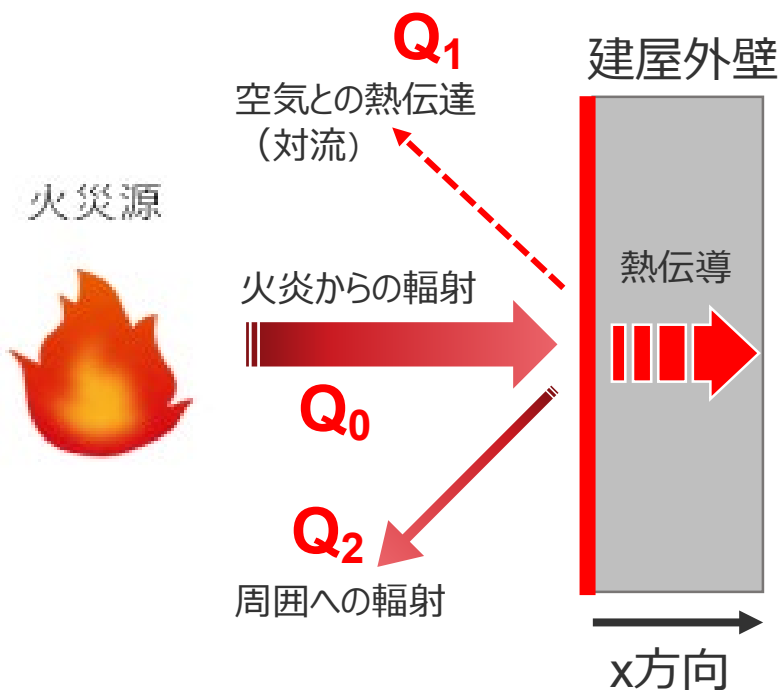 Q₁
建屋外壁
空気との熱伝達
（対流）
火災源
熱伝導
火炎からの輻射
Q₀
Q₂
周囲への輻射
x方向